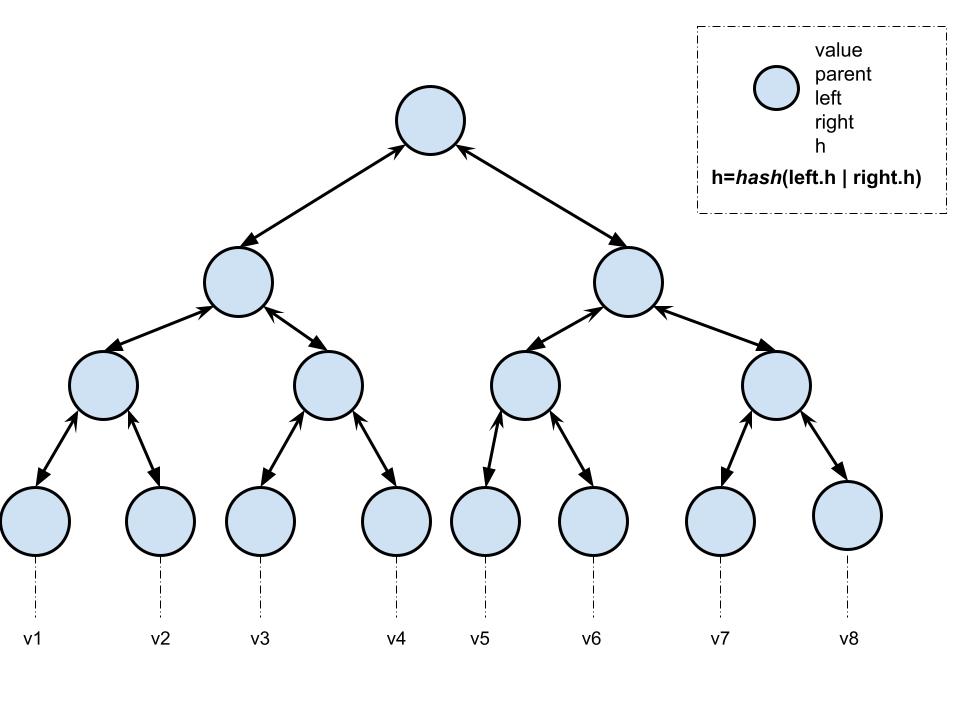 value
parent
left
right
h
h=hash(left.h | right.h)
v1
v2
v3
v4
v5
v6
v7
v8